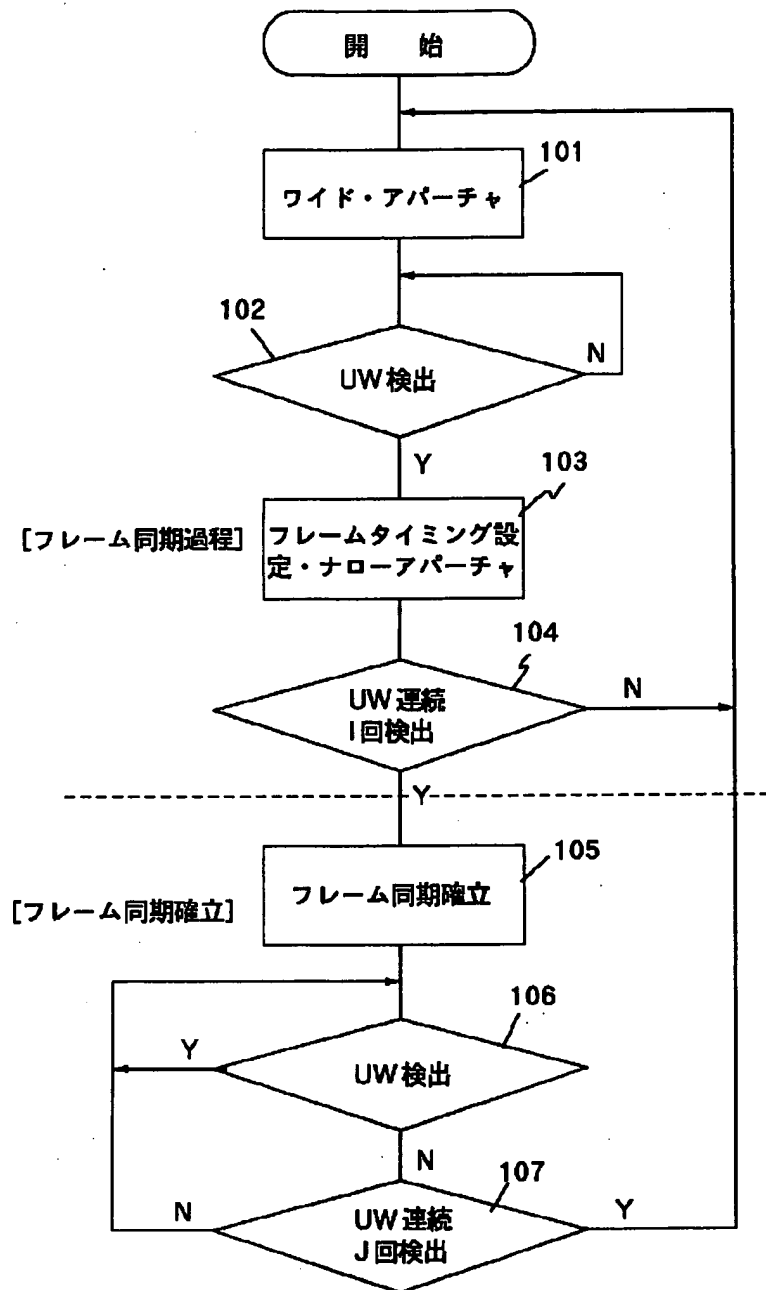 開 始
101
ワイド・アパーチャ
102
UW検出
N
Y
103
[フレーム同期過程]
フレームタイミング設
定・ナローアパーチャ
104
UW連続
I回検出
N
Y
105
フレーム同期確立
[フレーム同期確立]
106
Y
UW検出
N
107
N
UW連続
J回検出
Y